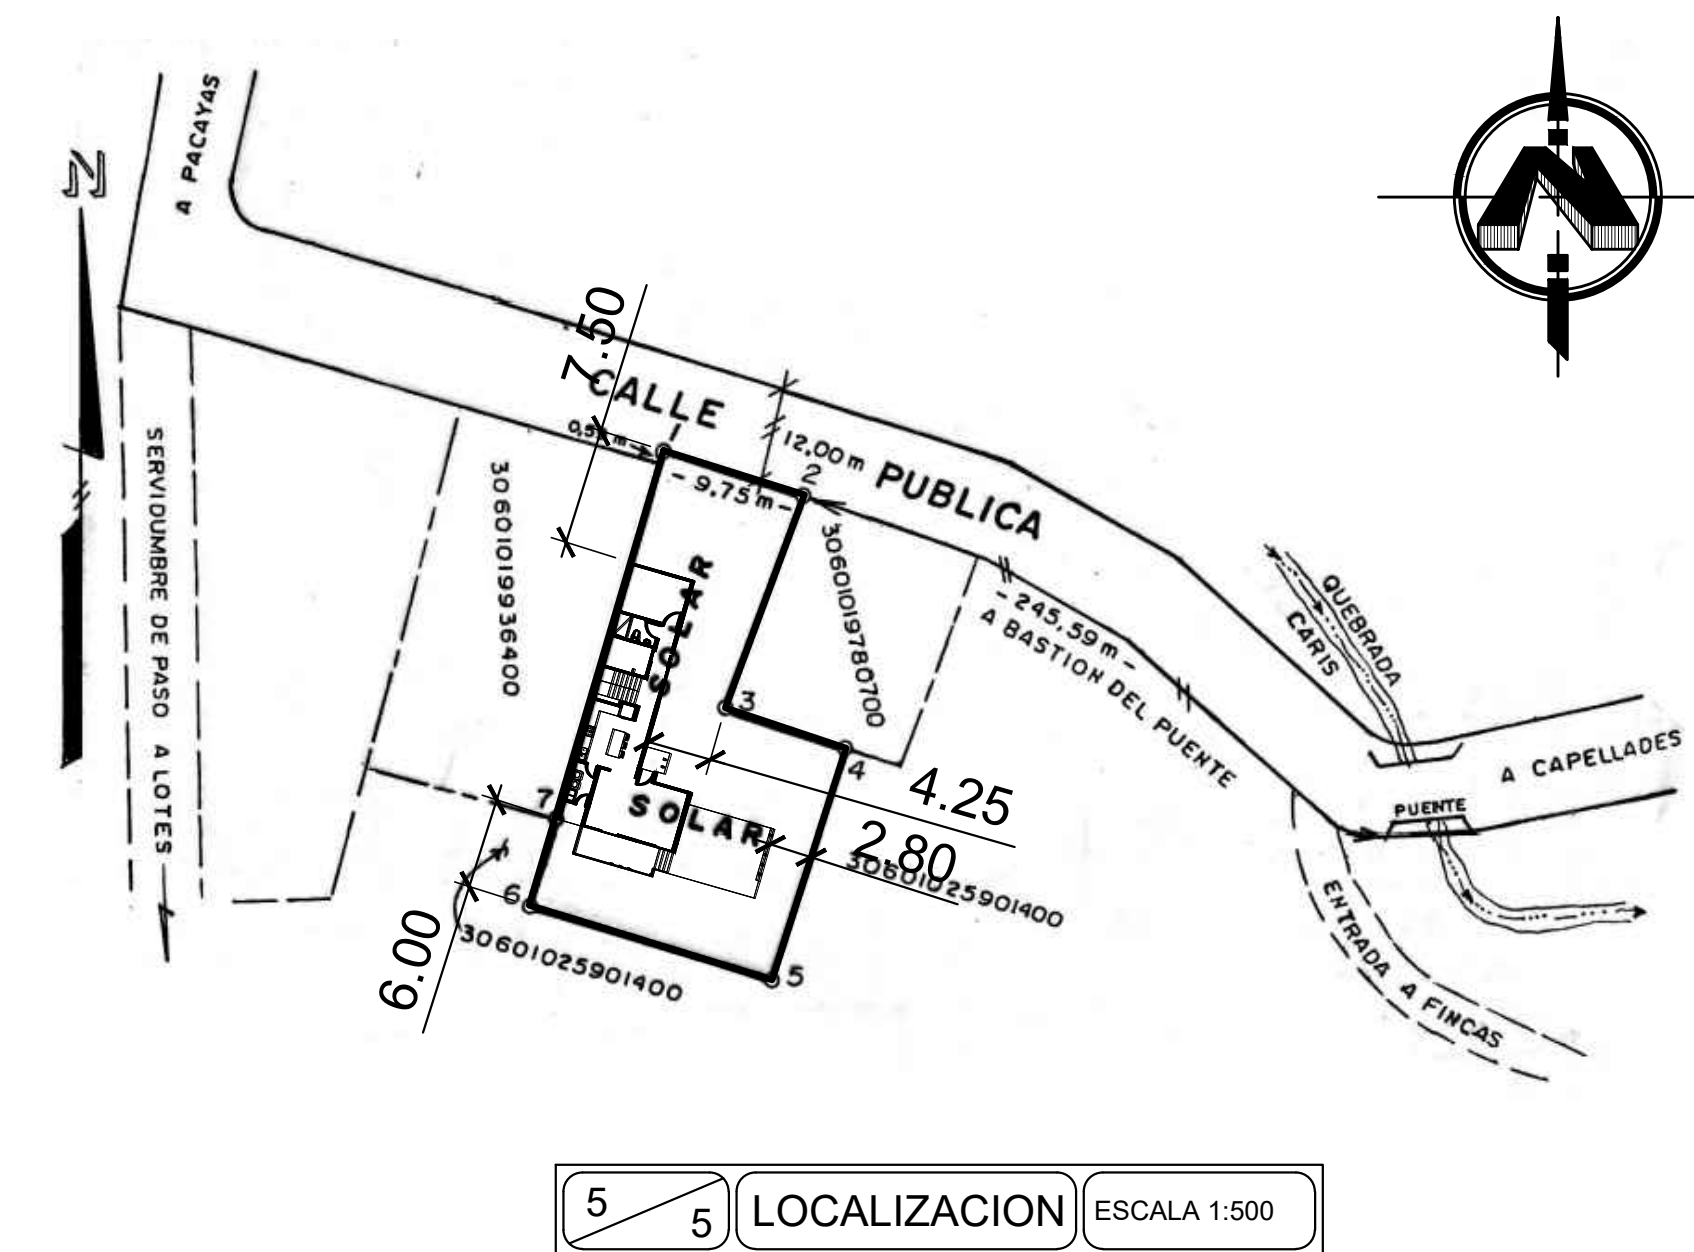 A PACAYAS
N
N
7.50
CALLE
1
12,00 m
PUBLICA
2
- 9.75 m -
SERVIDUMBRE DE PASO A LOTES
30601019936400
SOLAR
30601019780700
- 245,59 m -
A BASTION DEL PUENTE
QUEBRADA
CARIS
3
4
A CAPELLADES
4.25
PUENTE
7
SOLAR
2.80
30601025901400
6
ENTRADA A FINCAS
6.00
30601025901400
5
5
5
LOCALIZACION
ESCALA 1:500